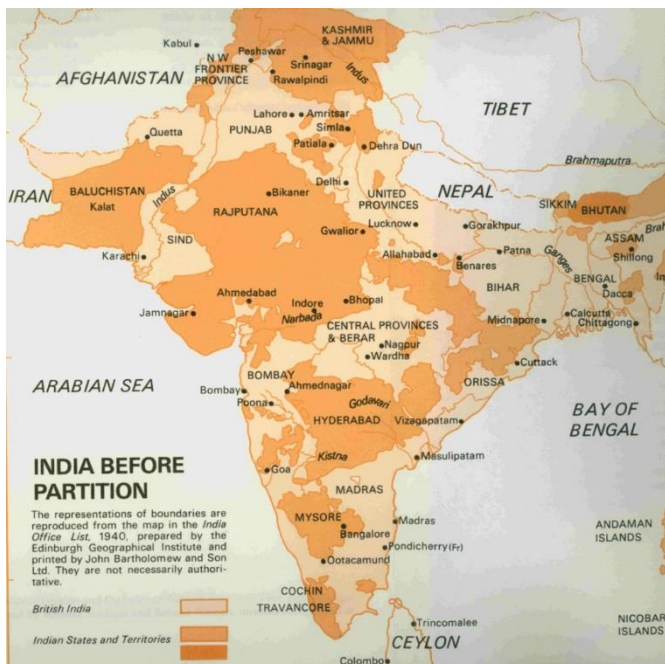 KASHMIR
& JAMMU
Kabul
N W
FRONTIER
PROVINCE
Peshawar
Srinagar
Indus
Rawalpindi
AFGHANISTAN
TIBET
Lahore
Amritsar
PUNJAB
Simla
Quetta
Patiala
Dehra Dun
Brahmaputra
IRAN
BALUCHISTAN
Kalat
Indus
Bikaner
Delhi
RAJPUTANA
UNITED
PROVINCES
NEPAL
SIKKIM
BHUTAN
SIND
Gwalior
Lucknow
Gorakhpur
ASSAM
Shillong
Karachi
Allahabad
Benares
Patna
Ganges
BIHAR
BENGAL
Dacca
Ahmedabad
Indore
Bhopal
Jamnagar
Narbada
CENTRAL PROVINCES
& BERAR
Midnapore
Calcutta
Chittagong
Nagpur
Wardha
Cuttack
ORISSA
BOMBAY
ARABIAN SEA
Bombay
Ahmednagar
Poona
Godavari
BAY OF
BENGAL
HYDERABAD
Vizagapatam
Kistna
Masulipatam
Goa
INDIA BEFORE
PARTITION
MADRAS
The representations of boundaries are
reproduced from the map in the India
Office List, 1940, prepared by the
Edinburgh Geographical Institute and
printed by John Bartholomew and Son
Ltd. They are not necessarily authori-
tative.
MYSORE
Bangalore
Madras
ANDAMAN
ISLANDS
Pondicherry (Fr)
Ootacamund
COCHIN
TRAVANCORE
British India
Trincomalee
NICOBAR
ISLANDS
Indian States and Territories
CEYLON
Colombo